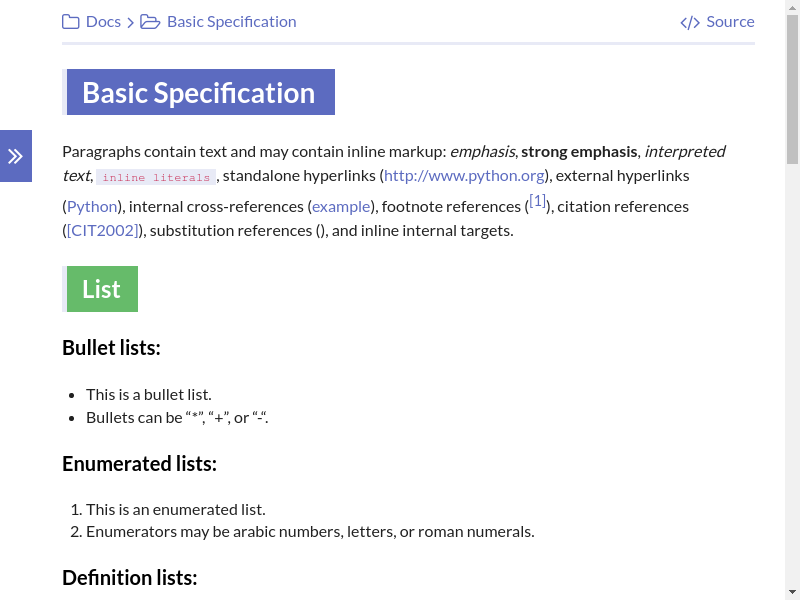 Docs Basic Specification Source
Basic Specification
Paragraphs contain text and may contain inline markup: emphasis, strong emphasis, interpreted
text, inline literals, standalone hyperlinks (http://www.python.org), external hyperlinks
(Python), internal cross-references (example), footnote references ([1]), citation references
([CIT2002]), substitution references (), and inline internal targets.
List
Bullet lists:
• This is a bullet list.
• Bullets can be “*”, “+”, or “-“.
Enumerated lists:
1. This is an enumerated list.
2. Enumerators may be arabic numbers, letters, or roman numerals.
Definition lists: